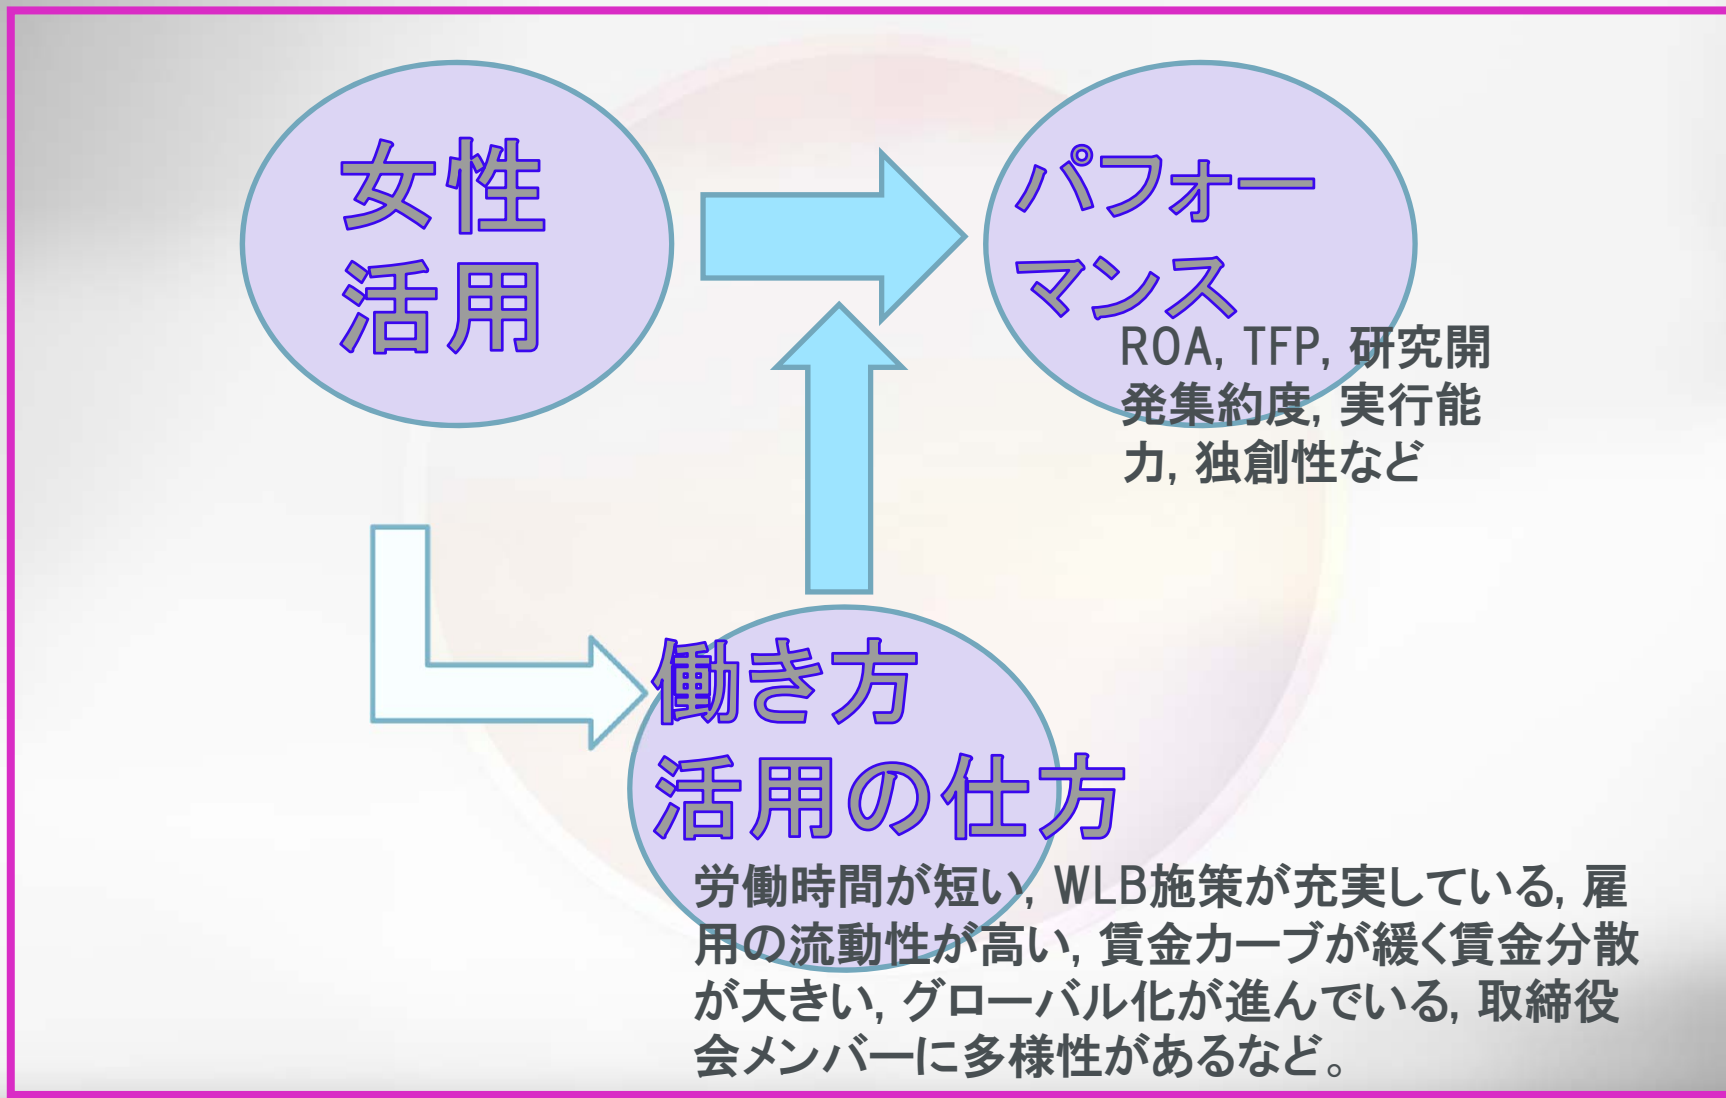 女性
活用
パフォー
マンス
ROA, TFP, 研究開
発集約度, 実行能
力, 独創性など
働き方
活用の仕方
労働時間が短い, WLB施策が充実している, 雇
用の流動性が高い, 賃金カーブが緩く賃金分散
が大きい, グローバル化が進んでいる, 取締役
会メンバーに多様性があるなど。